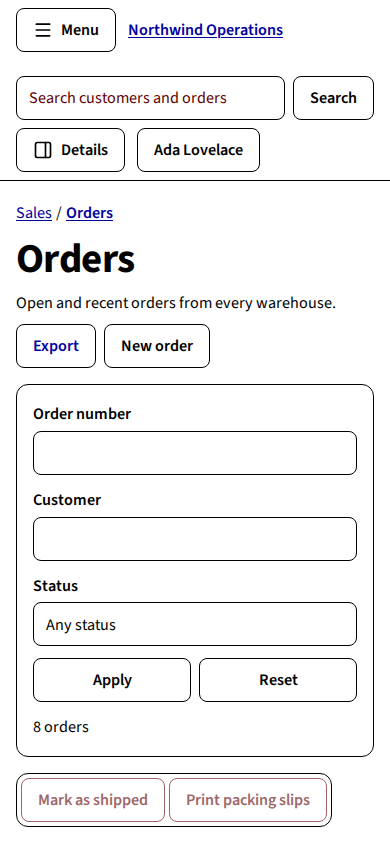 Menu
Northwind Operations
Search customers and orders
Search
Details
Ada Lovelace
Sales / Orders
Orders
Open and recent orders from every warehouse.
Export
New order
Order number
Customer
Status
Any status
Apply
Reset
8 orders
Mark as shipped
Print packing slips